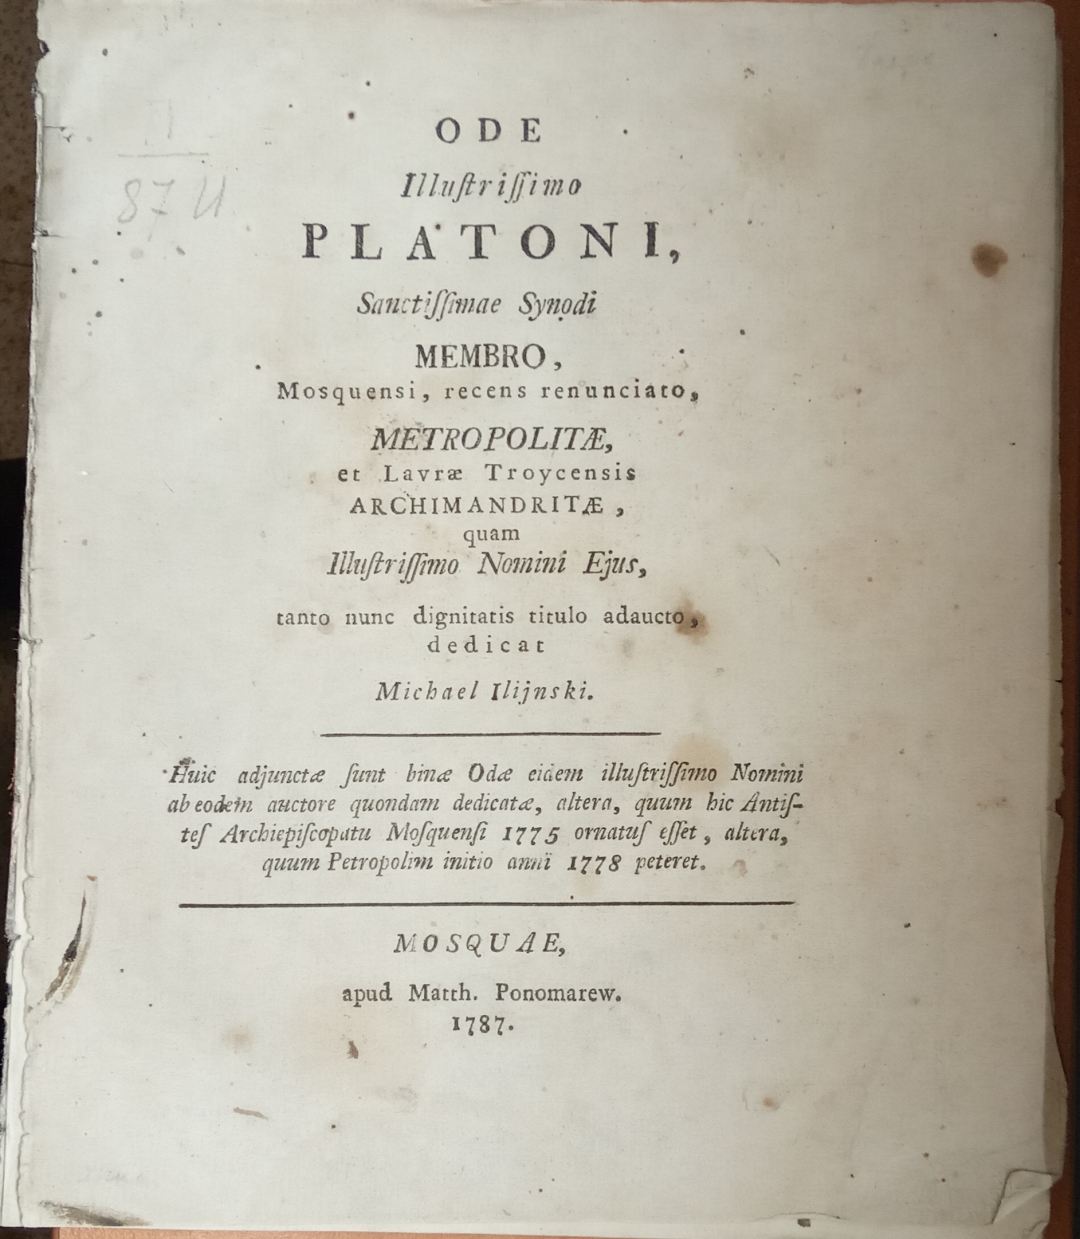 ODE
Illuſtriſſimo
PLATONI,
Sanctiſſimae Synodi
MEMBRO,
Mosquensi, recens renunciato,
METROPOLITÆ,
et Lavræ Troycensis
ARCHIMANDRITÆ,
quam
Illuſtriſſimo Nomini Ejus,
tanto nunc dignitatis titulo adaucto,
dedicat
Michael Ilijnski.
Huic adjunctæ ſunt binæ Odæ eidem illuſtriſſimo Nomini
ab eodem auctore quondam dedicatæ, altera, quum hic Antiſ-
teſ Archiepiſcopatu Moſquenſi 1775 ornatuſ eſſet, altera,
quum Petropolim initio anni 1778 peteret.
MOSQUAE,
apud Matth. Ponomarew.
1787.
I
87 И